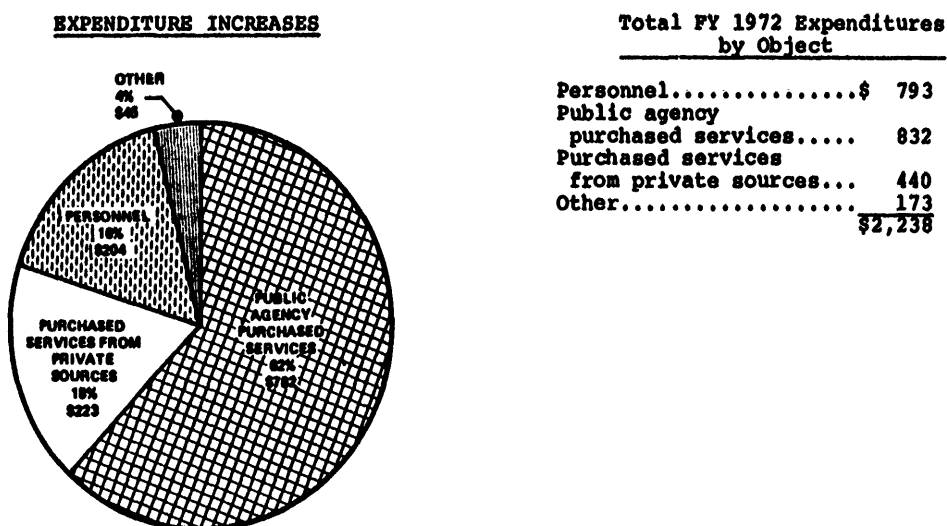 EXPENDITURE INCREASES
OTHER
4%
$45
PERSONNEL
16%
$204
PURCHASED
SERVICES FROM
PRIVATE
SOURCES
18%
$223
PUBLIC
AGENCY
PURCHASED
SERVICES
62%
Total FY 1972 Expenditures
by Object
Personnel................$ 793
Public agency
purchased services..... 832
Purchased services
from private sources... 440
Other................... 173
$2,238